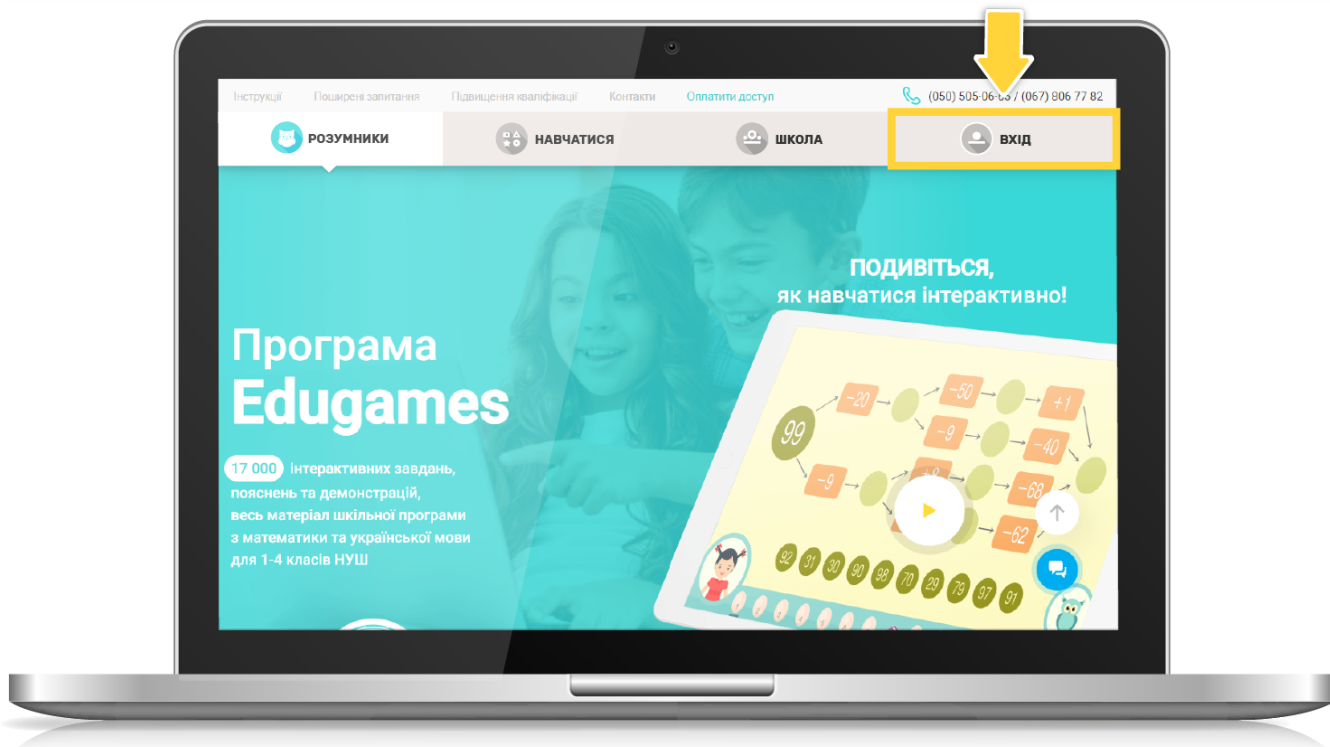 Інструкції Поширені запитання Підвищення кваліфікації Контакти Оплатити доступ (050) 505-06-63 / (067) 806 77 82
РОЗУМНИКИ НАВЧАТИСЯ ШКОЛА ВХІД
ПОДИВІТЬСЯ,
як навчатися інтерактивно!
Програма
Edugames
17 000 інтерактивних завдань,
пояснень та демонстрацій,
весь матеріал шкільної програми
з математики та української мови
для 1-4 класів НУШ
-20 -50 +1
99 -9 -40
-9 -68
-62
92 31 30 90 98 70 29 79 97 91